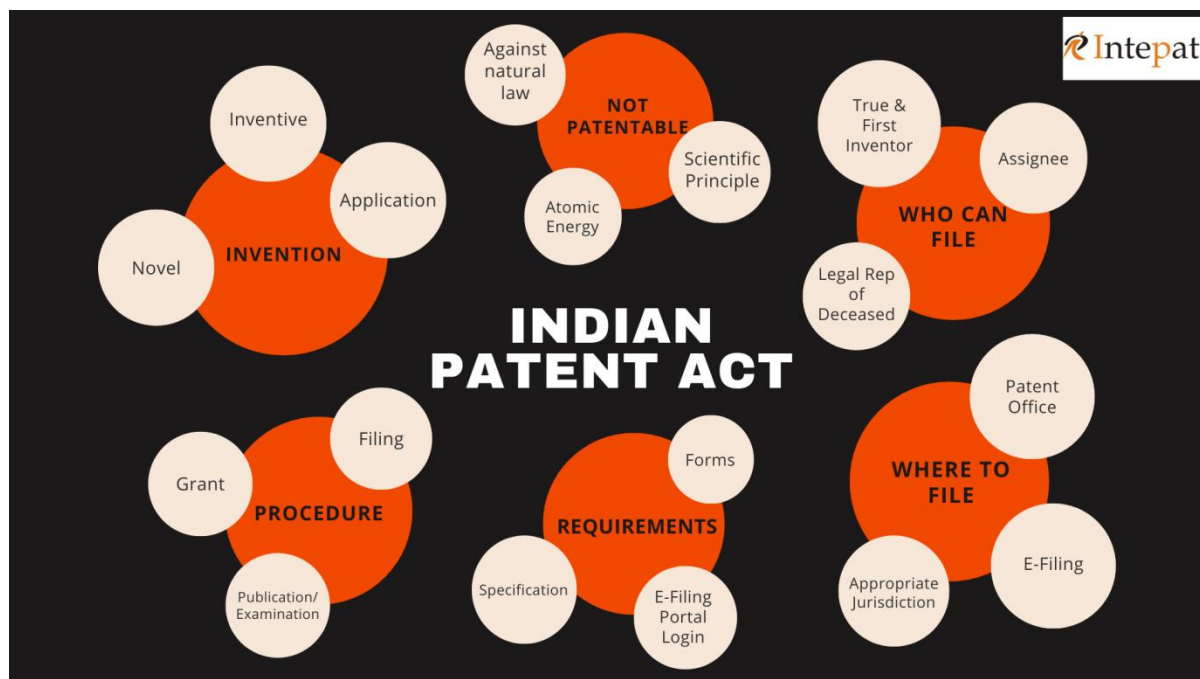 Intepat
INDIAN
PATENT ACT
INVENTION
Inventive
Application
Novel
NOT
PATENTABLE
Against
natural
law
Scientific
Principle
Atomic
Energy
WHO CAN
FILE
True &
First
Inventor
Assignee
Legal Rep
of
Deceased
PROCEDURE
Filing
Grant
Publication/
Examination
REQUIREMENTS
Forms
Specification
E-Filing
Portal
Login
WHERE TO
FILE
Patent
Office
E-Filing
Appropriate
Jurisdiction